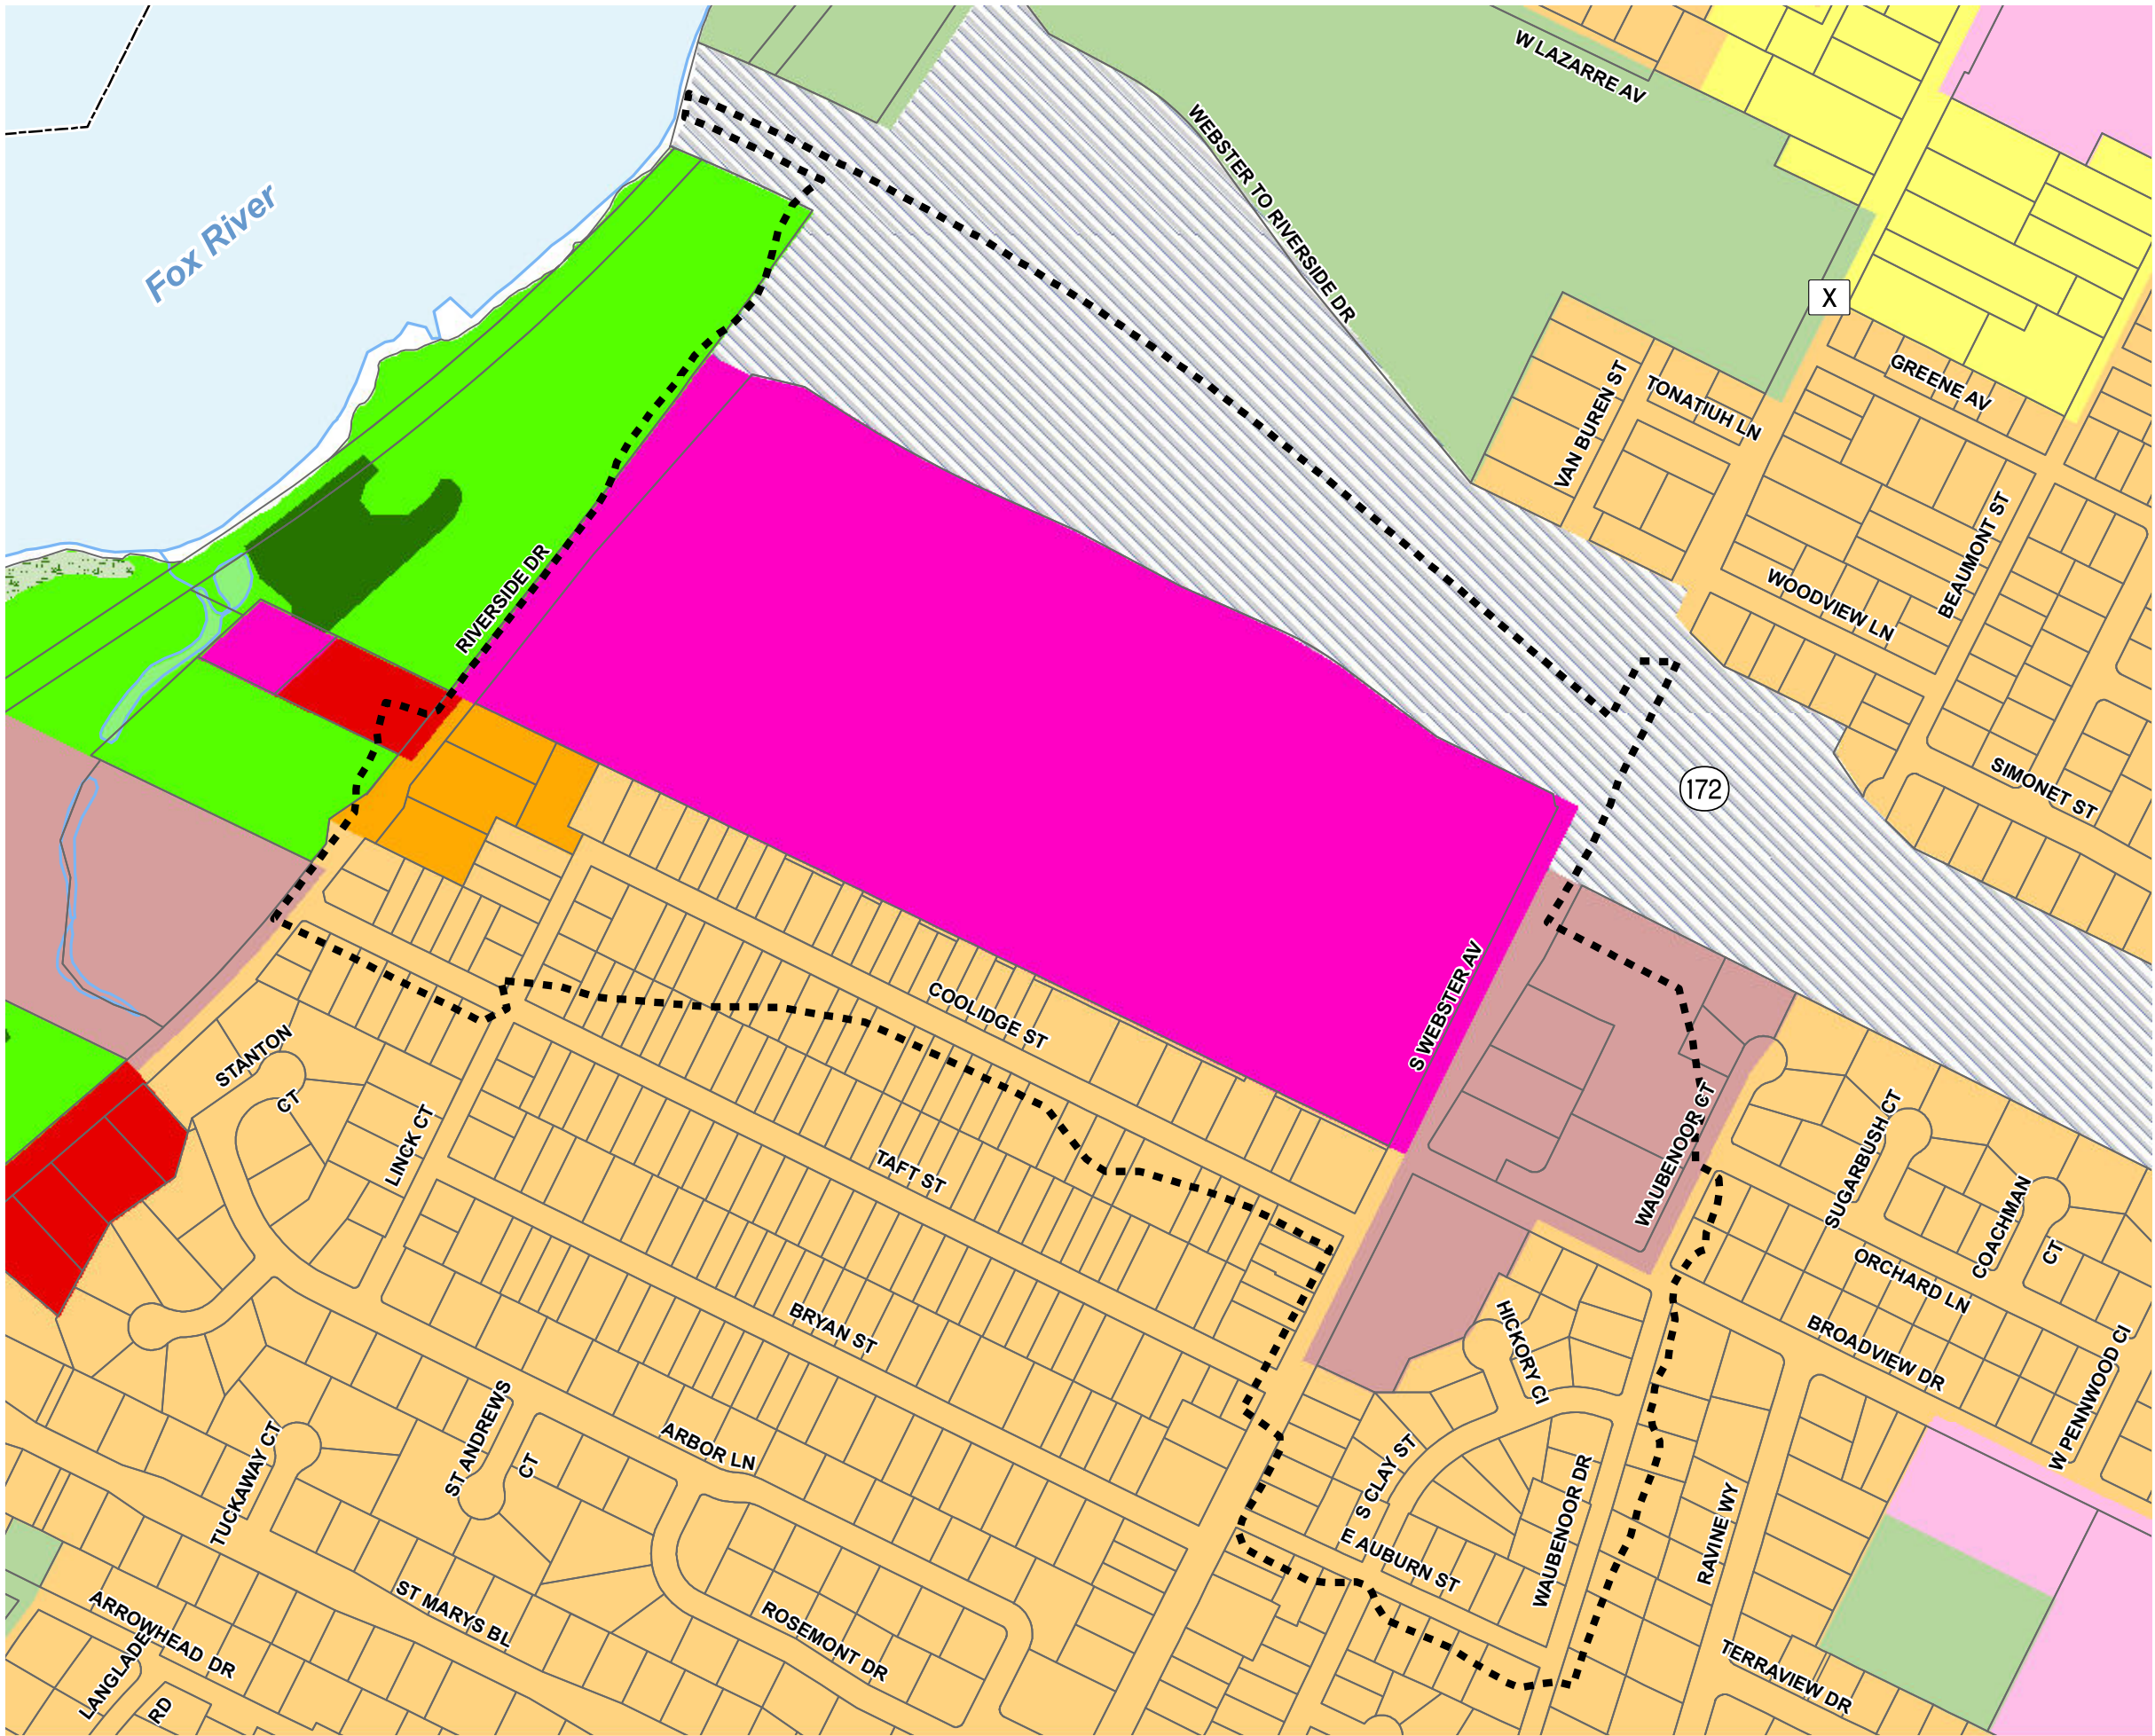 W LAZARRE AV
WEBSTER TO RIVERSIDE DR
Fox River
X
GREENE AV
VAN BUREN ST
TONATIUH LN
BEAUMONT ST
WOODVIEW LN
RIVERSIDE DR
SIMONET ST
172
S WEBSTER AV
COOLIDGE ST
STANTON
CT
LINCK CT
TAFT ST
WAUBENOOR CT
SUGARBUSH CT
COACHMAN
CT
ORCHARD LN
BROADVIEW DR
HICKORY CI
W PENNWOOD CI
BRYAN ST
ST ANDREWS
CT
ARBOR LN
TUCKAWAY CT
S CLAY ST
E AUBURN ST
WAUBENOOR DR
RAVINE WY
ST MARYS BL
ROSEMONT DR
ARROWHEAD DR
LANGLADE
RD
TERRAVIEW DR